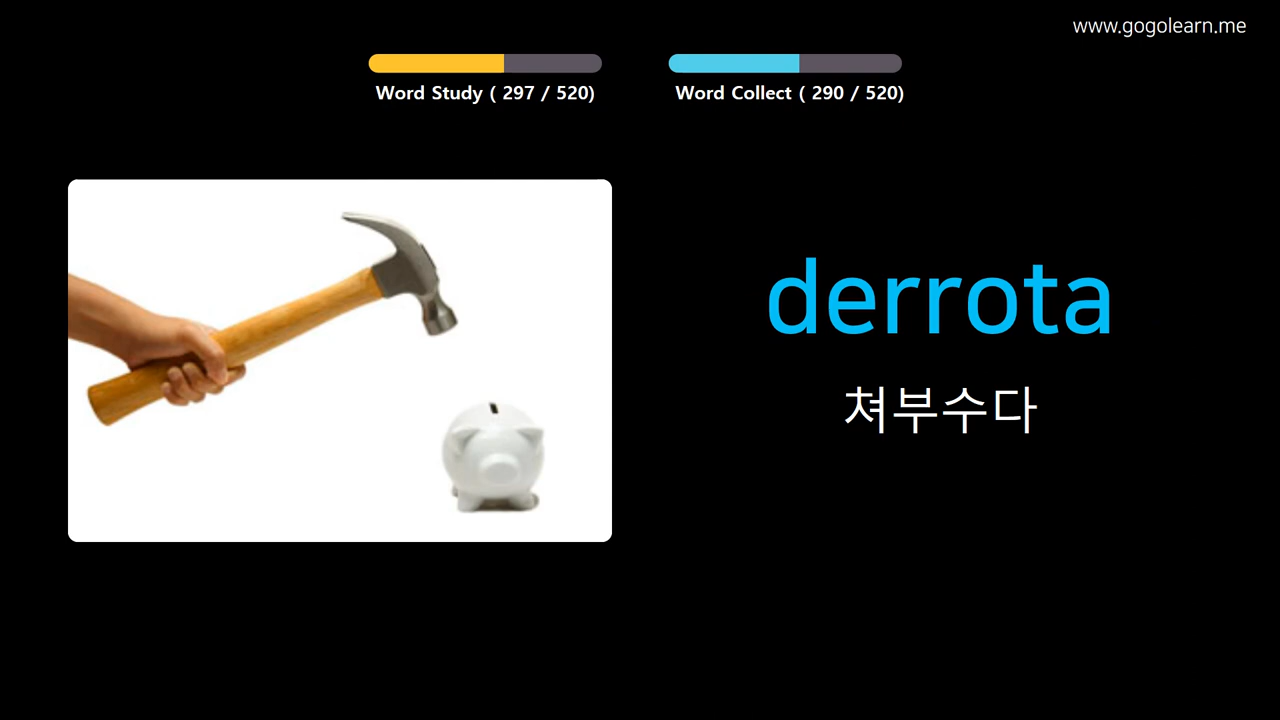 www.gogolearn.me
Word Study ( 297 / 520)
Word Collect ( 290 / 520)
derrota
쳐부수다